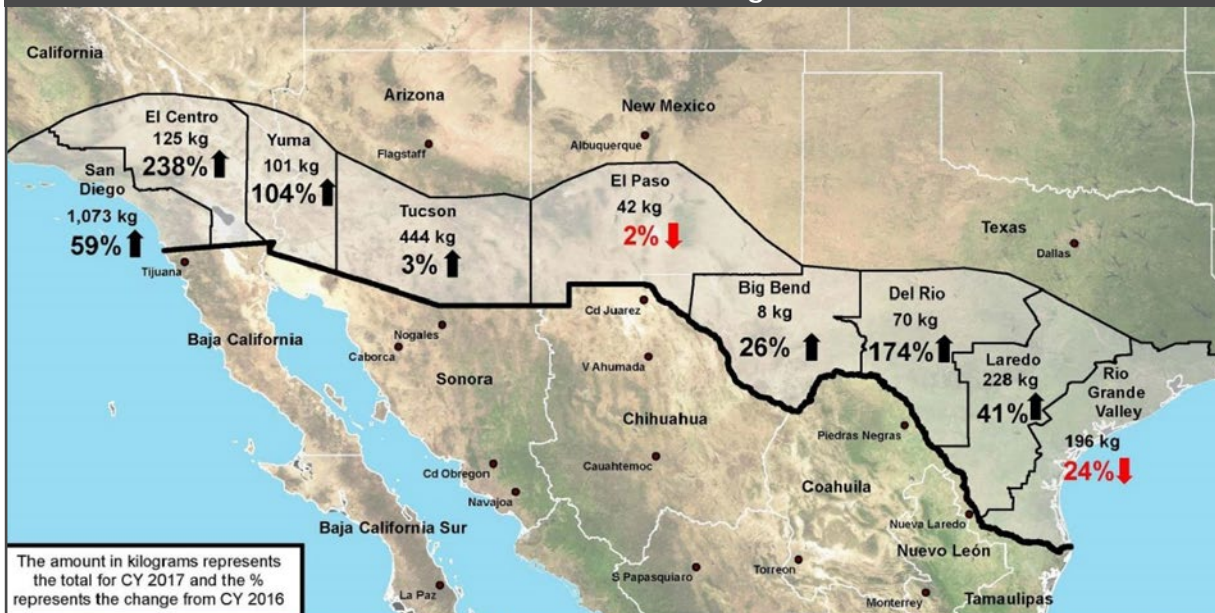 California
Arizona
New Mexico
Flagstaff
Albuquerque
El Centro
125 kg
238%
Yuma
101 kg
104%
San
Diego
1,073 kg
59%
Tucson
444 kg
3%
El Paso
42 kg
2%
Texas
Dallas
Big Bend
8 kg
26%
Del Rio
70 kg
174%
Laredo
228 kg
41%
Rio
Grande
Valley
196 kg
24%
Tijuana
Baja California
Nogales
Caborca
Sonora
Cd Juarez
V Ahumada
Chihuahua
Cauahtemoc
Cd Obregon
Navajoa
Baja California Sur
La Paz
Piedras Negras
Coahuila
Nueva Laredo
Nuevo León
S Papasquiaro
Torreon
Monterrey
Tamaulipas
The amount in kilograms represents
the total for CY 2017 and the %
represents the change from CY 2016